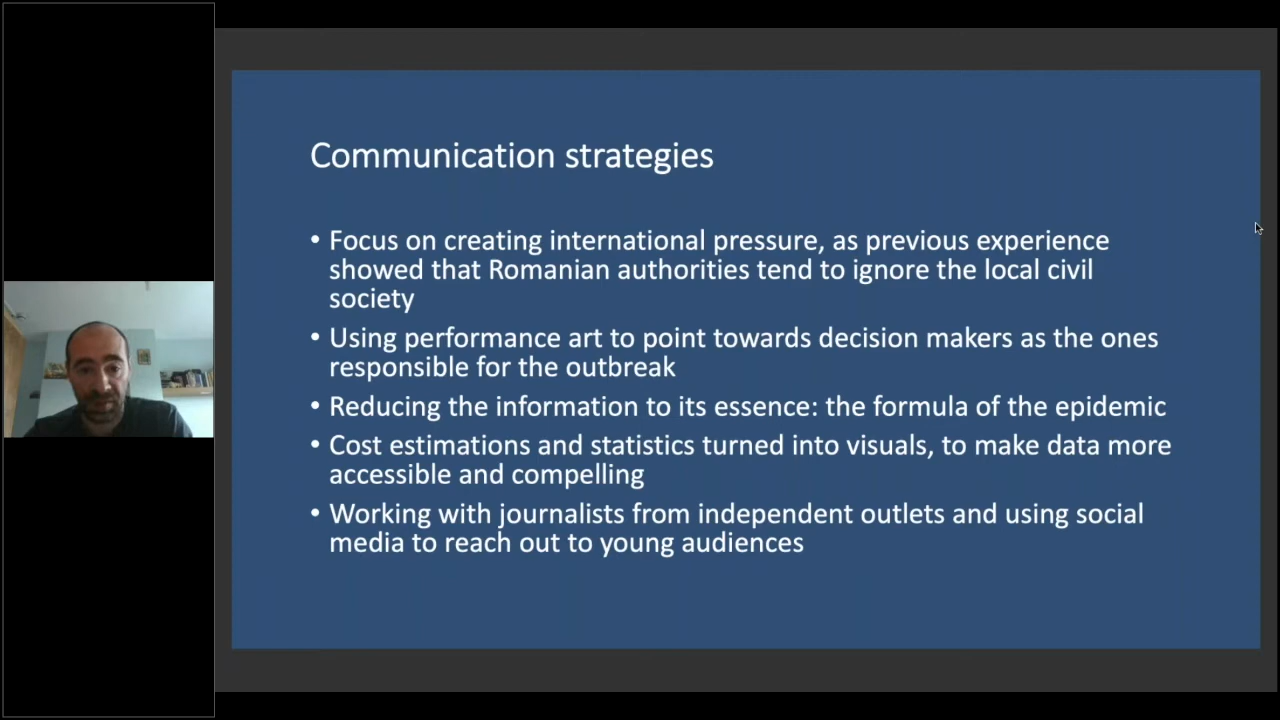 Communication strategies
• Focus on creating international pressure, as previous experience
showed that Romanian authorities tend to ignore the local civil
society
• Using performance art to point towards decision makers as the ones
responsible for the outbreak
• Reducing the information to its essence: the formula of the epidemic
• Cost estimations and statistics turned into visuals, to make data more
accessible and compelling
• Working with journalists from independent outlets and using social
media to reach out to young audiences